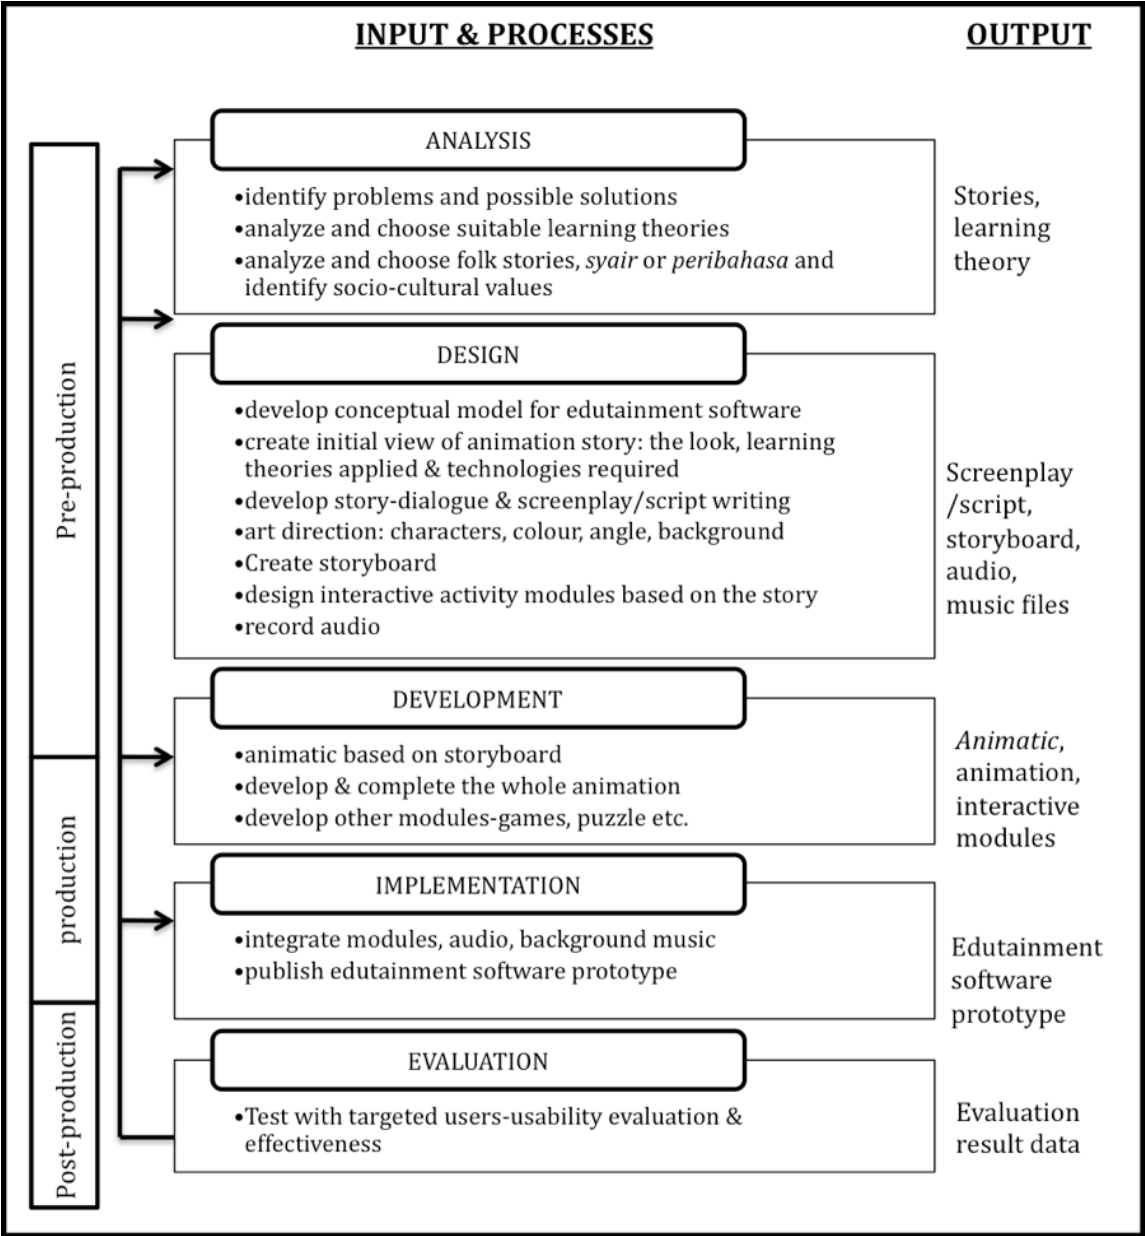 INPUT & PROCESSES
OUTPUT
Pre-production
production
Post-production
ANALYSIS
•identify problems and possible solutions
•analyze and choose suitable learning theories
•analyze and choose folk stories, syair or peribahasa and
identify socio-cultural values
Stories,
learning
theory
DESIGN
•develop conceptual model for edutainment software
•create initial view of animation story: the look, learning
theories applied & technologies required
•develop story-dialogue & screenplay/script writing
•art direction: characters, colour, angle, background
•Create storyboard
•design interactive activity modules based on the story
•record audio
Screenplay
/script,
storyboard,
audio,
music files
DEVELOPMENT
•animatic based on storyboard
•develop & complete the whole animation
•develop other modules-games, puzzle etc.
Animatic,
animation,
interactive
modules
IMPLEMENTATION
•integrate modules, audio, background music
•publish edutainment software prototype
Edutainment
software
prototype
EVALUATION
•Test with targeted users-usability evaluation &
effectiveness
Evaluation
result data